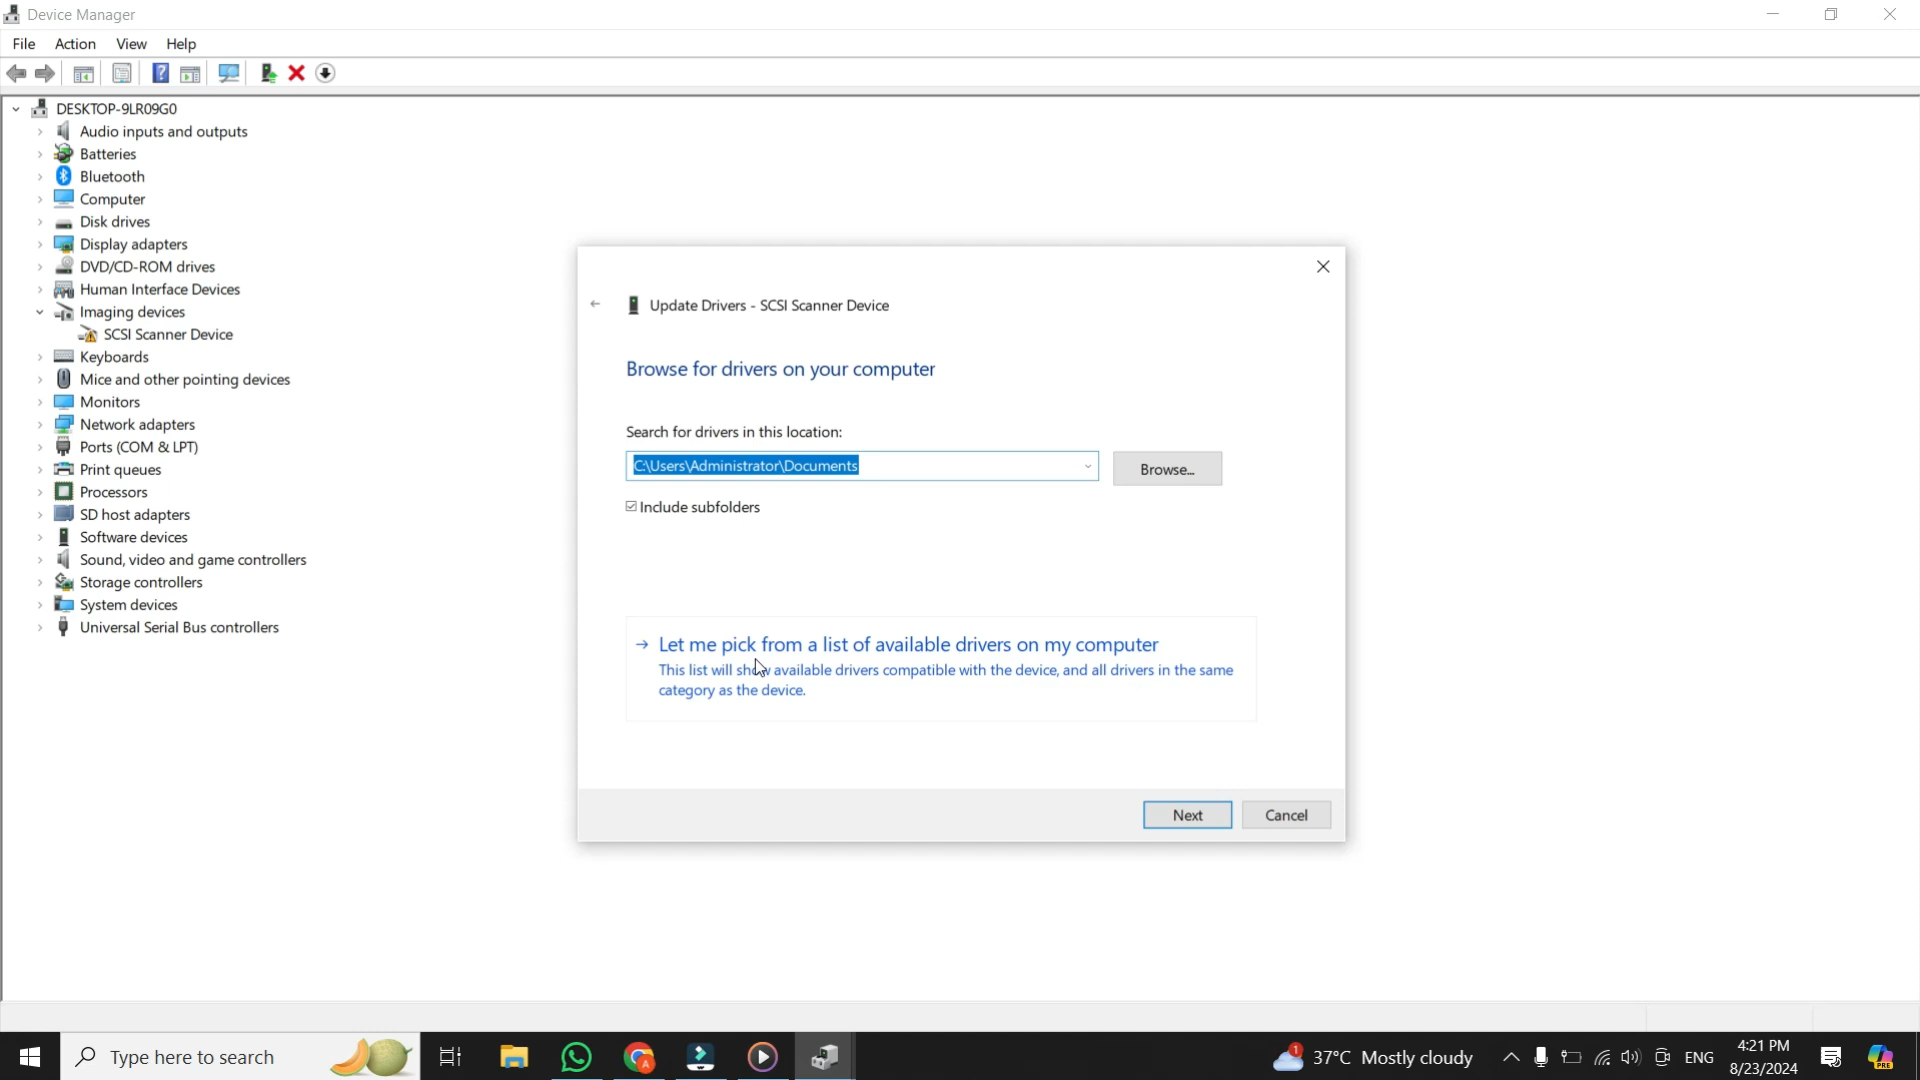 Device Manager
File Action View Help
DESKTOP-9LR09G0
Audio inputs and outputs
Batteries
Bluetooth
Computer
Disk drives
Display adapters
DVD/CD-ROM drives
Human Interface Devices
Imaging devices
SCSI Scanner Device
Keyboards
Mice and other pointing devices
Monitors
Network adapters
Ports (COM & LPT)
Print queues
Processors
SD host adapters
Software devices
Sound, video and game controllers
Storage controllers
System devices
Universal Serial Bus controllers
Update Drivers - SCSI Scanner Device
Browse for drivers on your computer
Search for drivers in this location:
C:\Users\Administrator\Documents
Browse...
Include subfolders
Let me pick from a list of available drivers on my computer
This list will show available drivers compatible with the device, and all drivers in the same
category as the device.
Next Cancel
Type here to search
1
37°C Mostly cloudy
ENG
4:21 PM
8/23/2024
PRE